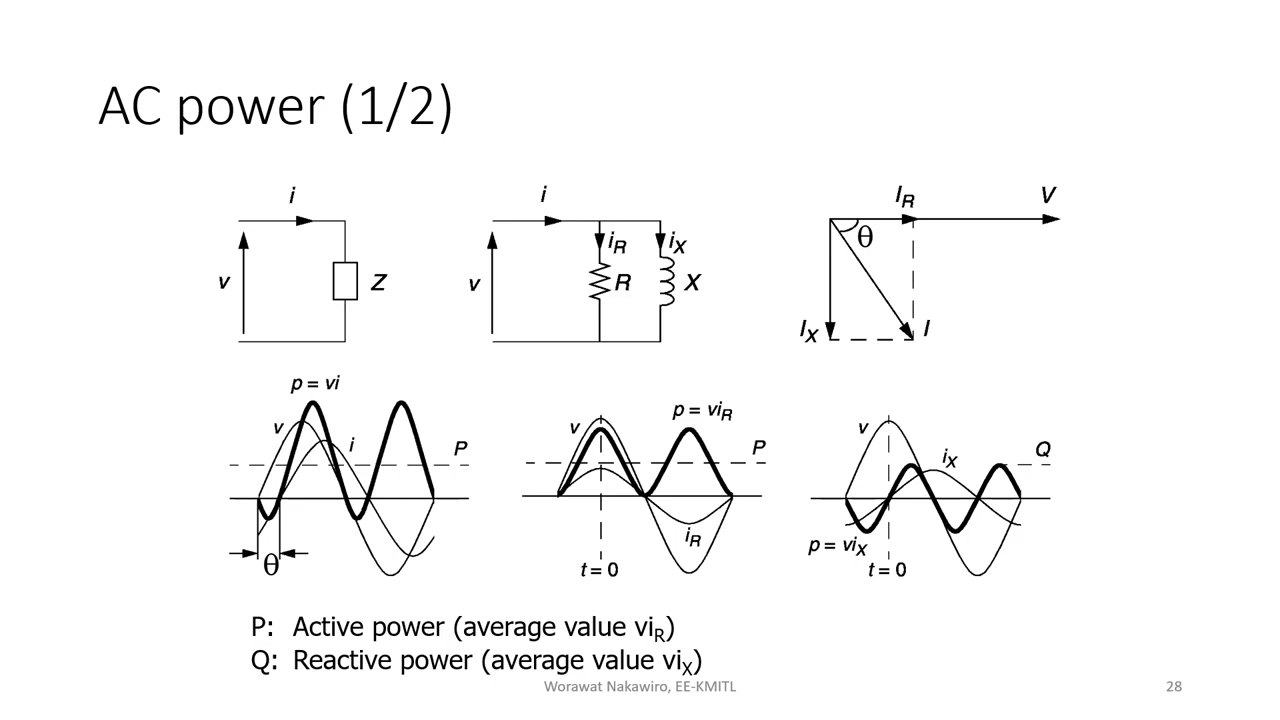 AC power (1/2)
i
v
Z
i
v
iR
R
iX
X
IR
V
θ
IX
I
p = vi
v
i
P
θ
p = viR
v
P
iR
t = 0
v
iX
Q
p = viX
t = 0
P: Active power (average value viR)
Q: Reactive power (average value viX)
Worawat Nakawiro, EE-KMITL
28